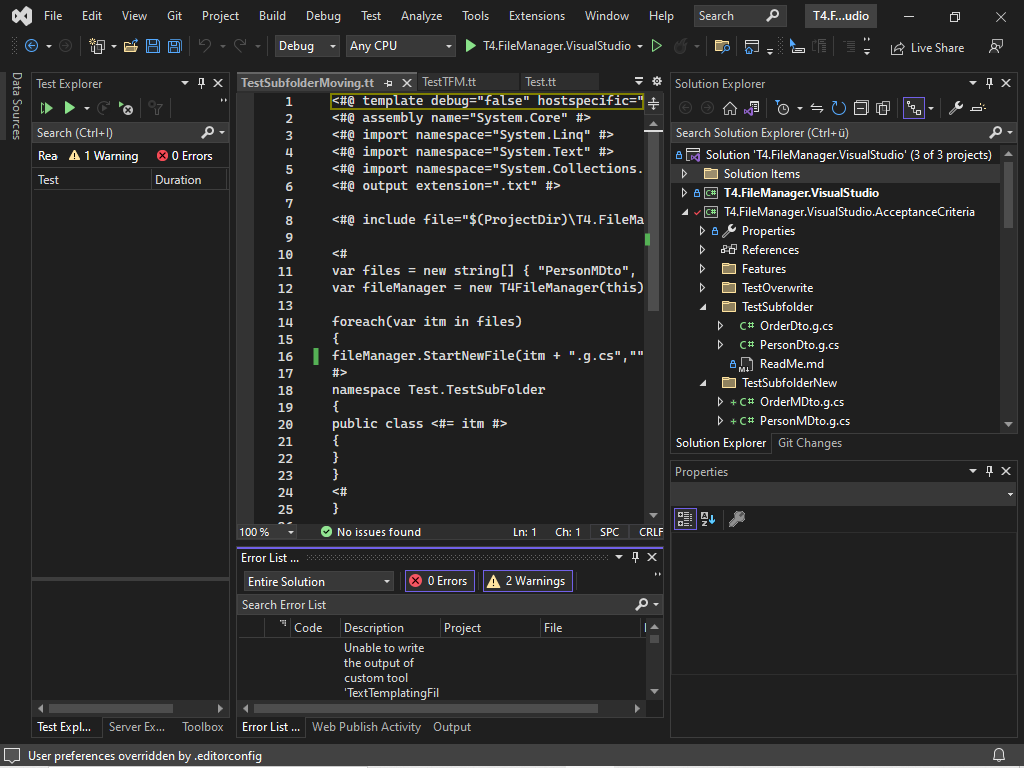 File Edit View Git Project Build Debug Test Analyze Tools Extensions Window Help Search T4.F...udio
Debug Any CPU T4.FileManager.VisualStudio Live Share
Data Sources
Test Explorer
Search (Ctrl+I)
Rea 1 Warning 0 Errors
Test Duration
TestSubfolderMoving.tt TestTFM.tt Test.tt
1 <#@ template debug="false" hostspecific="
2 <#@ assembly name="System.Core" #>
3 <#@ import namespace="System.Linq" #>
4 <#@ import namespace="System.Text" #>
5 <#@ import namespace="System.Collections.
6 <#@ output extension=".txt" #>
7
8 <#@ include file="$(ProjectDir)\T4.FileMa
9
10 <#
11 var files = new string[] { "PersonMDto",
12 var fileManager = new T4FileManager(this)
13
14 foreach(var itm in files)
15 {
16 fileManager.StartNewFile(itm + ".g.cs",""
17 #>
18 namespace Test.TestSubFolder
19 {
20 public class <#= itm #>
21 {
22 }
23 }
24 <#
25 }
100 % No issues found Ln: 1 Ch: 1 SPC CRLF
Error List ...
Entire Solution 0 Errors 2 Warnings
Search Error List
Code Description Project File
Unable to write
the output of
custom tool
'TextTemplatingFil
Test Expl... Server Ex... Toolbox
Error List ... Web Publish Activity Output
Solution Explorer
Search Solution Explorer (Ctrl+ü)
Solution 'T4.FileManager.VisualStudio' (3 of 3 projects)
Solution Items
T4.FileManager.VisualStudio
C# T4.FileManager.VisualStudio.AcceptanceCriteria
Properties
References
Features
TestOverwrite
TestSubfolder
C# OrderDto.g.cs
C# PersonDto.g.cs
ReadMe.md
TestSubfolderNew
+ C# OrderMDto.g.cs
+ C# PersonMDto.g.cs
Solution Explorer Git Changes
Properties
User preferences overridden by .editorconfig